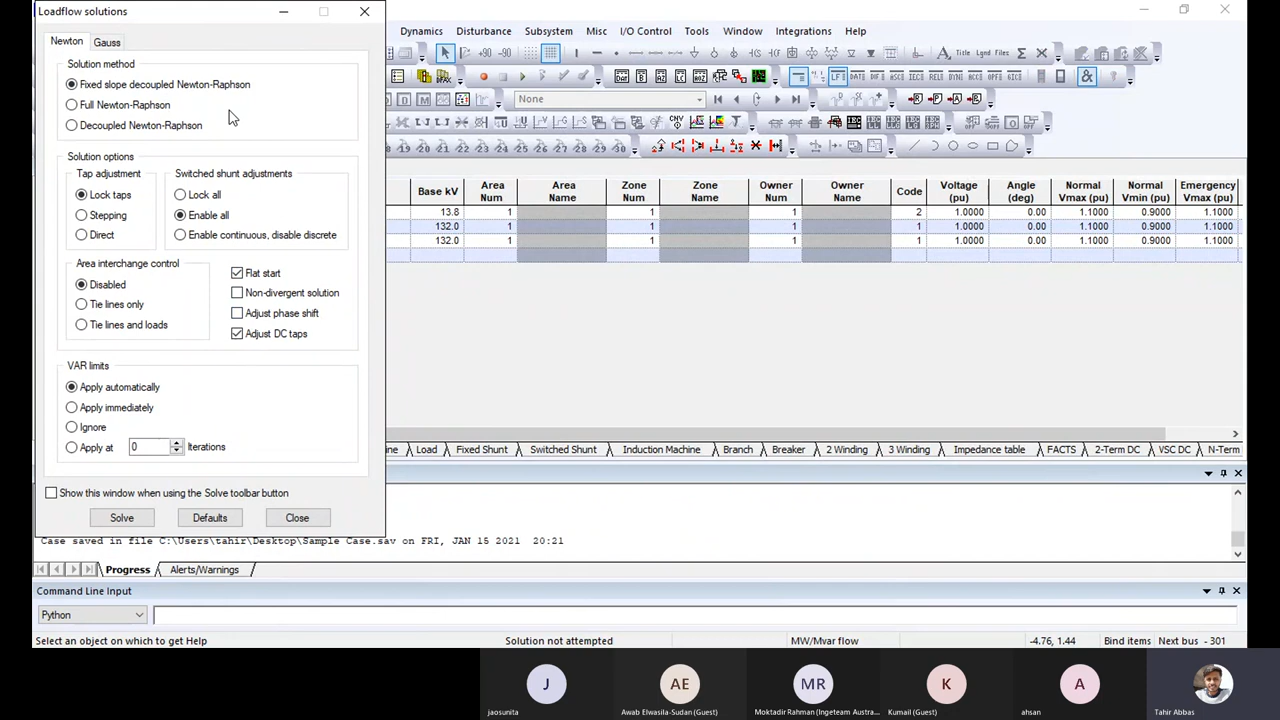 Loadflow solutions
Newton
Gauss
Solution method
Fixed slope decoupled Newton-Raphson
Full Newton-Raphson
Decoupled Newton-Raphson
Solution options
Tap adjustment
Lock taps
Stepping
Direct
Switched shunt adjustments
Lock all
Enable all
Enable continuous, disable discrete
Area interchange control
Disabled
Tie lines only
Tie lines and loads
Flat start
Non-divergent solution
Adjust phase shift
Adjust DC taps
VAR limits
Apply automatically
Apply immediately
Ignore
Apply at 0 Iterations
Show this window when using the Solve toolbar button
Solve Defaults Close
Dynamics Disturbance Subsystem Misc I/O Control Tools Window Integrations Help
None
Base kV Area Num Area Name Zone Num Zone Name Owner Num Owner Name Code Voltage (pu) Angle (deg) Normal Vmax (pu) Normal Vmin (pu) Emergency Vmax (pu)
13.8 1 1 1 2 1.0000 0.00 1.1000 0.9000 1.1000
132.0 1 1 1 1 1.0000 0.00 1.1000 0.9000 1.1000
132.0 1 1 1 1 1.0000 0.00 1.1000 0.9000 1.1000
Load Fixed Shunt Switched Shunt Induction Machine Branch Breaker 2 Winding 3 Winding Impedance table FACTS 2-Term DC VSC DC N-Term
Case saved in file C:\Users\tahir\Desktop\Sample Case.sav on FRI, JAN 15 2021 20:21
Progress Alerts/Warnings
Command Line Input
Python
Select an object on which to get Help Solution not attempted MW/Mvar flow -4.76, 1.44 Bind items Next bus - 301
J AE MR K A
jaosunita Awab Elwasila-Sudan (Guest) Moktadir Rahman (Ingeteam Austra... Kumail (Guest) ahsan Tahir Abbas